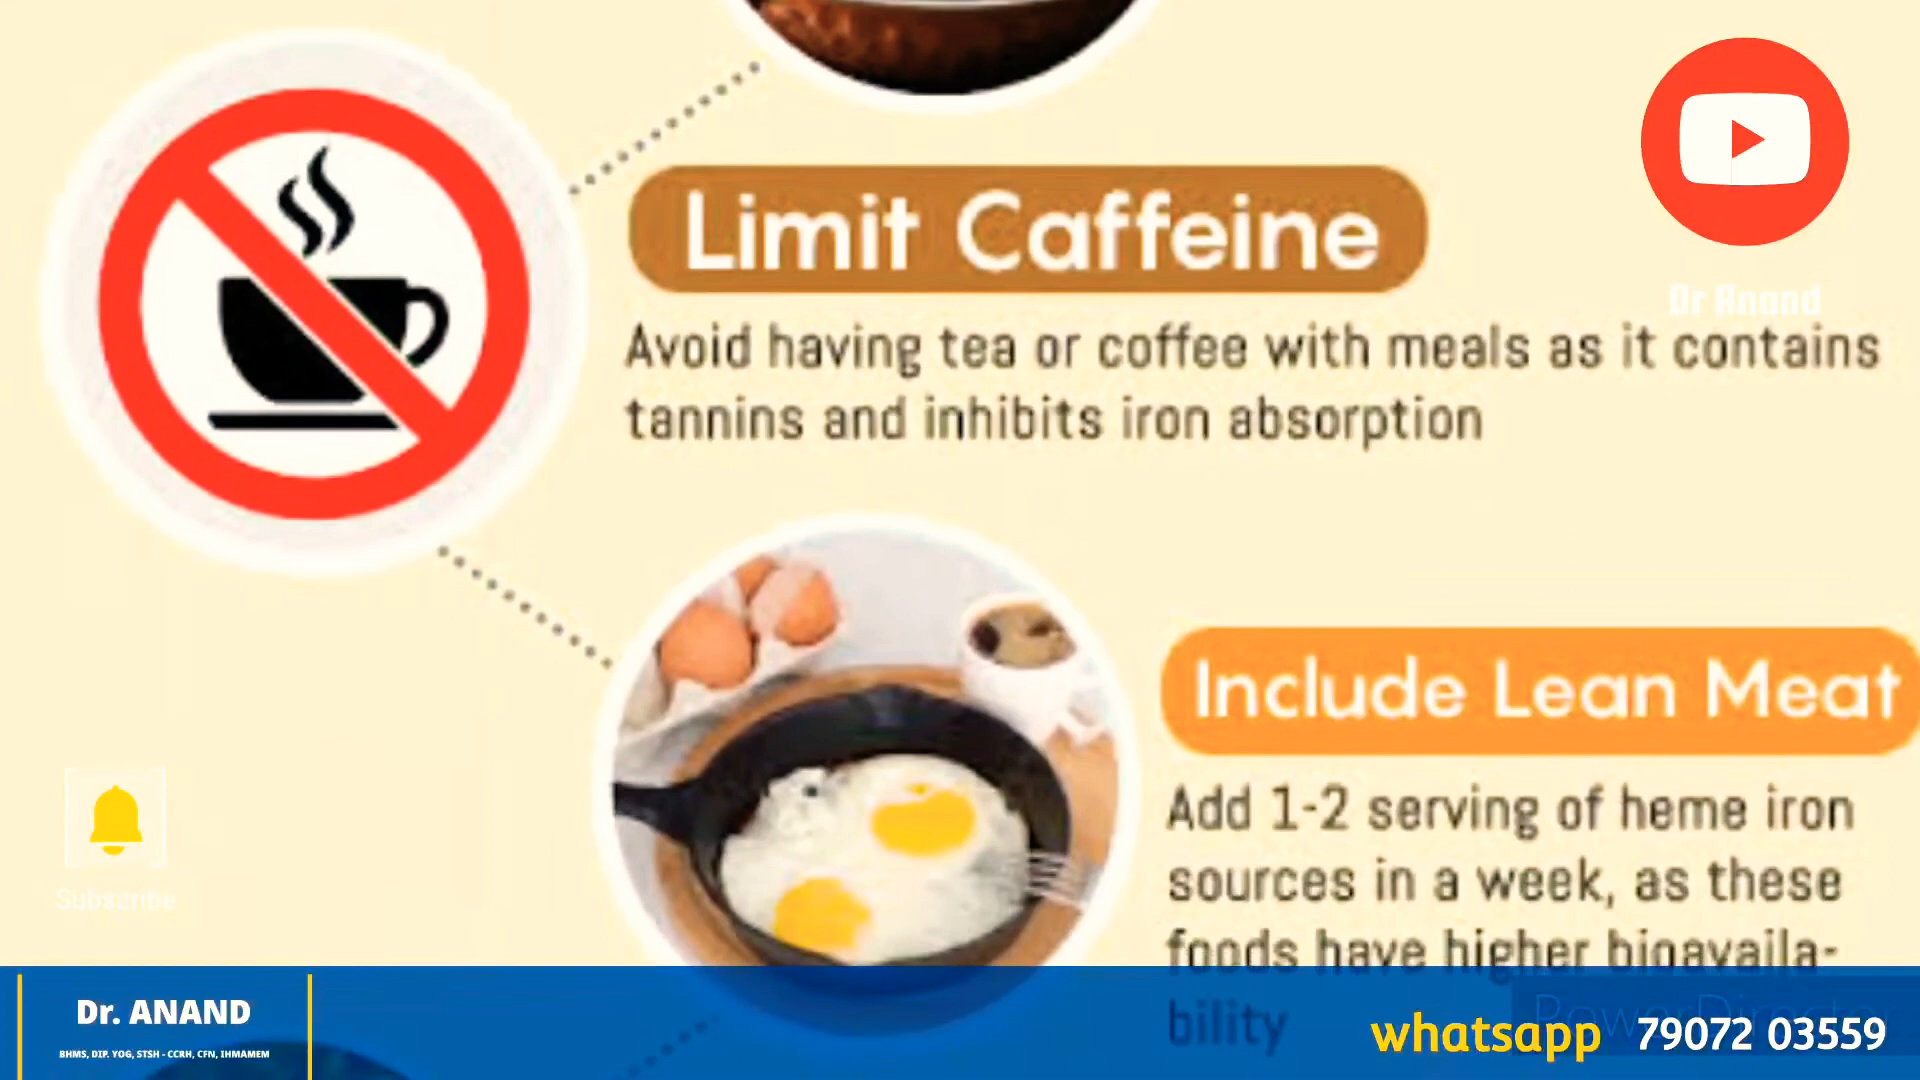 Limit Caffeine
Dr Anand
Avoid having tea or coffee with meals as it contains
tannins and inhibits iron absorption
Include Lean Meat
Add 1-2 serving of heme iron
sources in a week, as these
foods have higher bioavaila-
bility
Subscribe
Dr. ANAND
BHMS, DIP. YOG, STSH - CCRH, CFN, IHMAMEM
whatsapp 79072 03559
PowerDirector